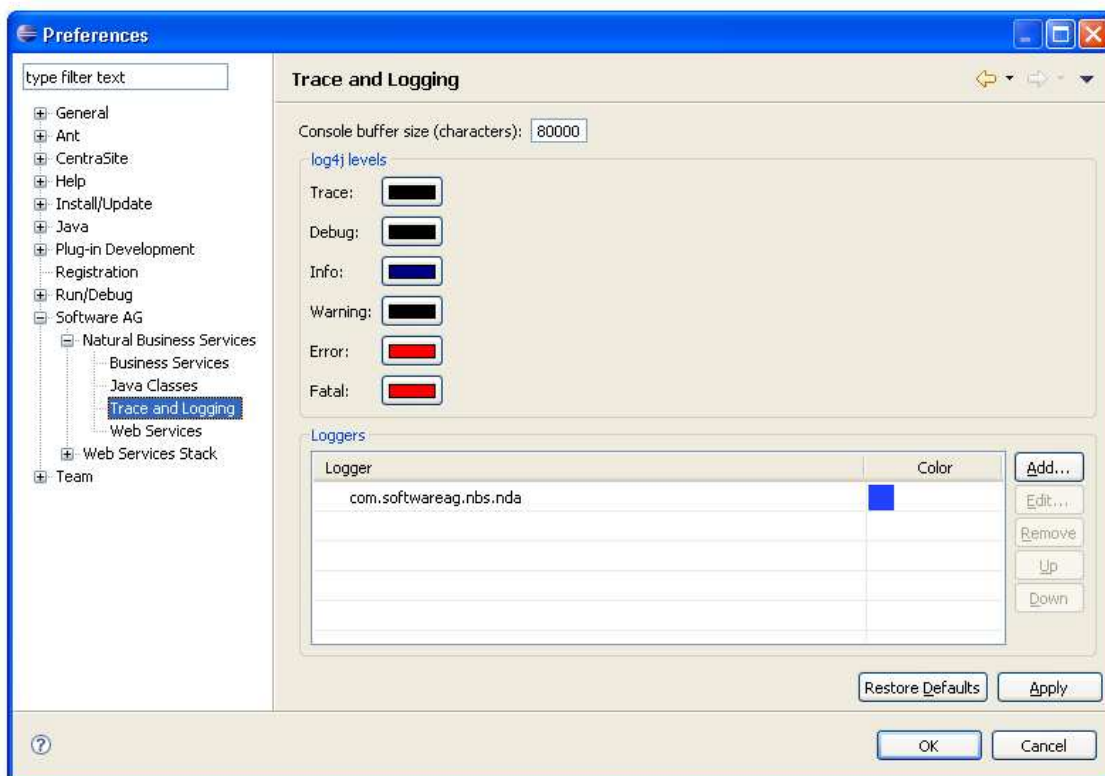 Preferences
type filter text
General
Ant
CentraSite
Help
Install/Update
Java
Plug-in Development
Registration
Run/Debug
Software AG
Natural Business Services
Business Services
Java Classes
Trace and Logging
Web Services
Web Services Stack
Team
Trace and Logging
Console buffer size (characters): 80000
log4j levels
Trace:
Debug:
Info:
Warning:
Error:
Fatal:
Loggers
Logger Color
com.softwareag.nbs.nda
Add...
Edit...
Remove
Up
Down
Restore Defaults Apply
OK Cancel